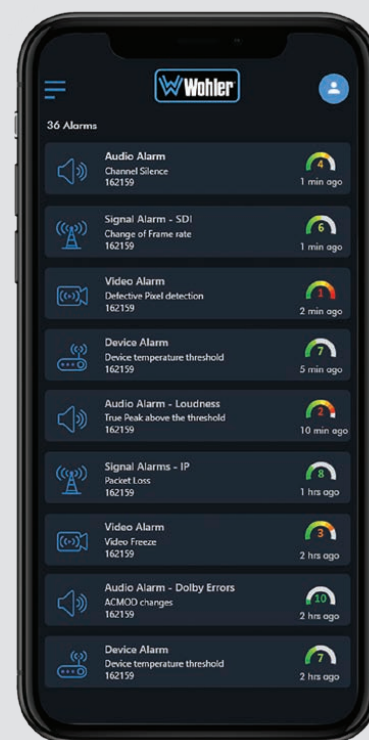 Wohler
36 Alarms
Audio Alarm
Channel Silence
162159
4
1 min ago
Signal Alarm - SDI
Change of Frame rate
162159
6
1 min ago
Video Alarm
Defective Pixel detection
162159
1
2 min ago
Device Alarm
Device temperature threshold
162159
7
5 min ago
Audio Alarm - Loudness
True Peak above the threshold
162159
2
10 min ago
Signal Alarms - IP
Packet Loss
162159
8
1 hrs ago
Video Alarm
Video Freeze
162159
3
2 hrs ago
Audio Alarm - Dolby Errors
ACMOD changes
162159
10
2 hrs ago
Device Alarm
Device temperature threshold
162159
7
2 hrs ago